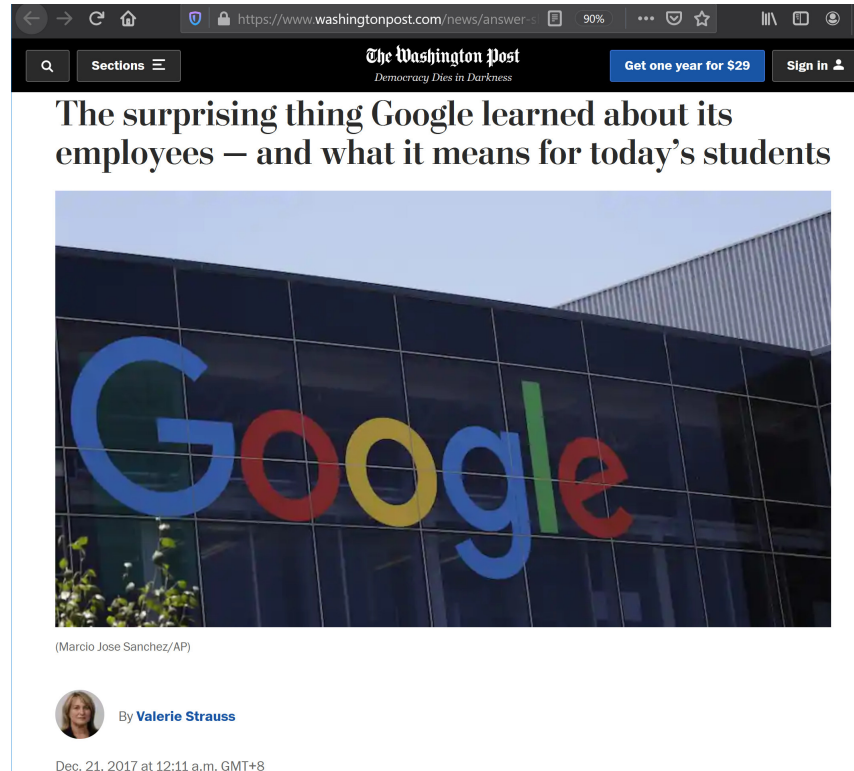 https://www.washingtonpost.com/news/answer-s
90%
Sections
The Washington Post
Democracy Dies in Darkness
Get one year for $29
Sign in
The surprising thing Google learned about its
employees — and what it means for today's students
Google
(Marcio Jose Sanchez/AP)
By Valerie Strauss
Dec. 21, 2017 at 12:11 a.m. GMT+8